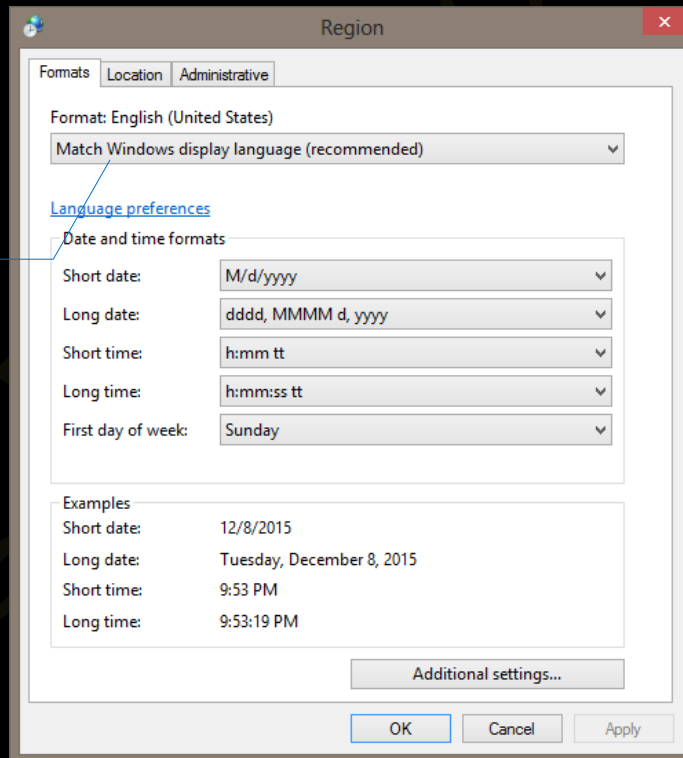 Region
Formats Location Administrative
Format: English (United States)
Match Windows display language (recommended)
Language preferences
Date and time formats
Short date: M/d/yyyy
Long date: dddd, MMMM d, yyyy
Short time: h:mm tt
Long time: h:mm:ss tt
First day of week: Sunday
Examples
Short date: 12/8/2015
Long date: Tuesday, December 8, 2015
Short time: 9:53 PM
Long time: 9:53:19 PM
Additional settings...
OK Cancel Apply